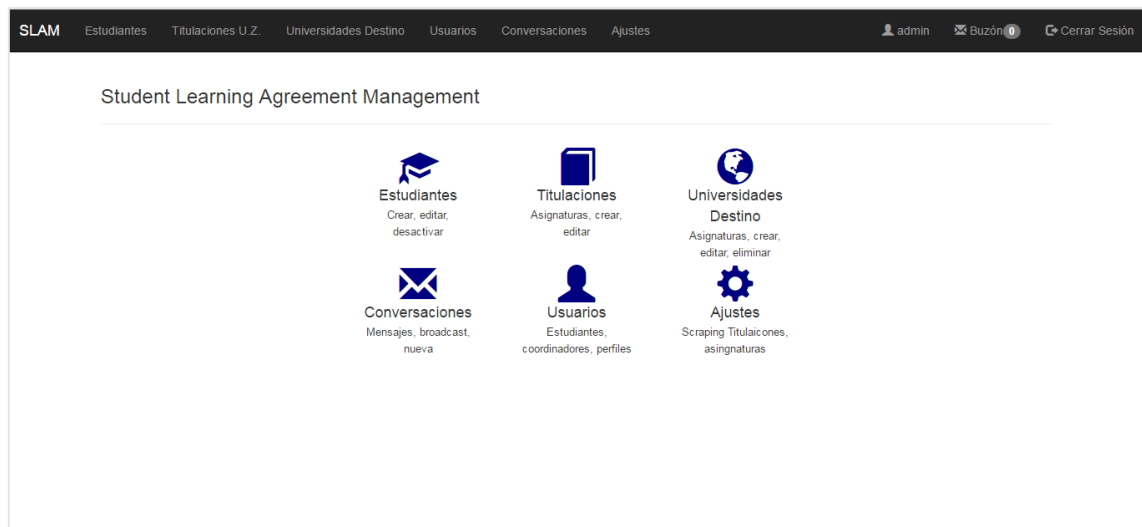 SLAM Estudiantes Titulaciones U.Z. Universidades Destino Usuarios Conversaciones Ajustes admin Buzón 0 Cerrar Sesión
Student Learning Agreement Management
Estudiantes
Crear, editar,
desactivar
Titulaciones
Asignaturas, crear,
editar
Universidades
Destino
Asignaturas, crear,
editar, eliminar
Conversaciones
Mensajes, broadcast,
nueva
Usuarios
Estudiantes,
coordinadores, perfiles
Ajustes
Scraping Titulaicones,
asingnaturas